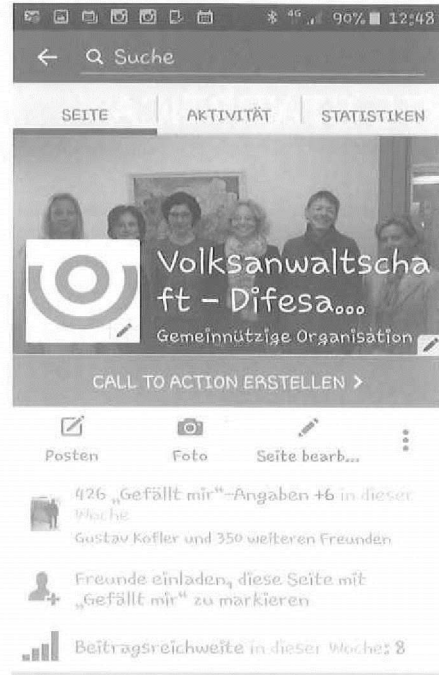 4G 90% 12:48
Suche
SEITE AKTIVITÄT STATISTIKEN
Volksanwaltscha
ft – Difesa...
Gemeinnützige Organisation
CALL TO ACTION ERSTELLEN >
Posten Foto Seite bearb...
426 „Gefällt mir“-Angaben +6 in dieser
Woche
Gustav Kofler und 350 weiteren Freunden
Freunde einladen, diese Seite mit
„Gefällt mir“ zu markieren
Beitragsreichweite in dieser Woche: 8